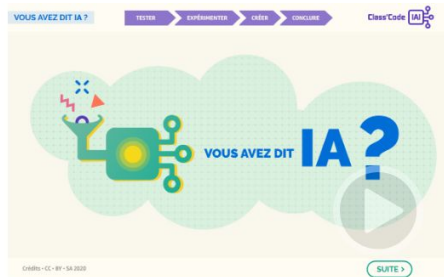 VOUS AVEZ DIT IA ?
TESTER
EXPÉRIMENTER
CRÉER
CONCLURE
Class'Code IAI
VOUS AVEZ DIT IA ?
Crédits • CC • BY • SA 2020
SUITE >